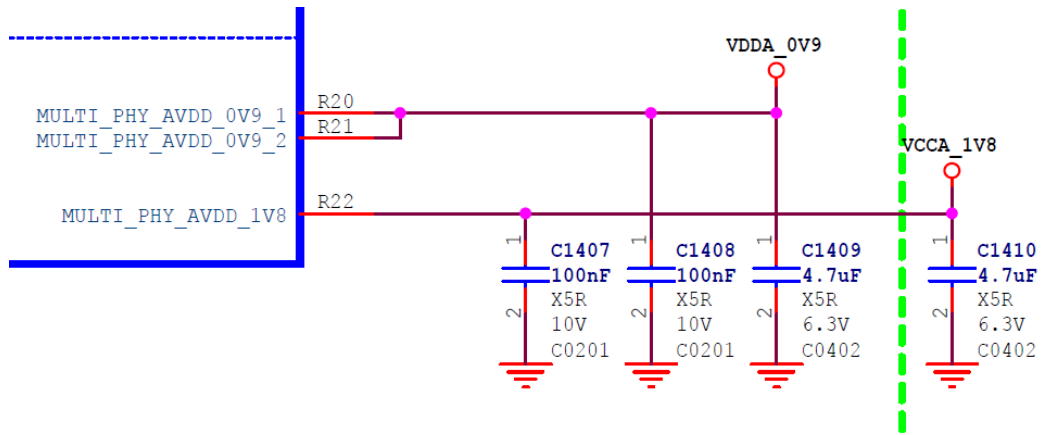 VDDA_0V9
MULTI_PHY_AVDD_0V9_1 R20
MULTI_PHY_AVDD_0V9_2 R21
VCCA_1V8
MULTI_PHY_AVDD_1V8 R22
1 C1407
100nF
X5R
2 10V
C0201
1 C1408
100nF
X5R
2 10V
C0201
1 C1409
4.7uF
X5R
2 6.3V
C0402
1 C1410
4.7uF
X5R
2 6.3V
C0402